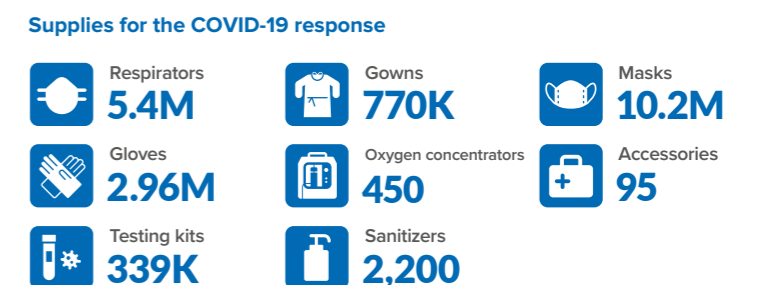 Supplies for the COVID-19 response
Respirators
5.4M
Gowns
770K
Masks
10.2M
Gloves
2.96M
Oxygen concentrators
450
Accessories
95
Testing kits
339K
Sanitizers
2,200